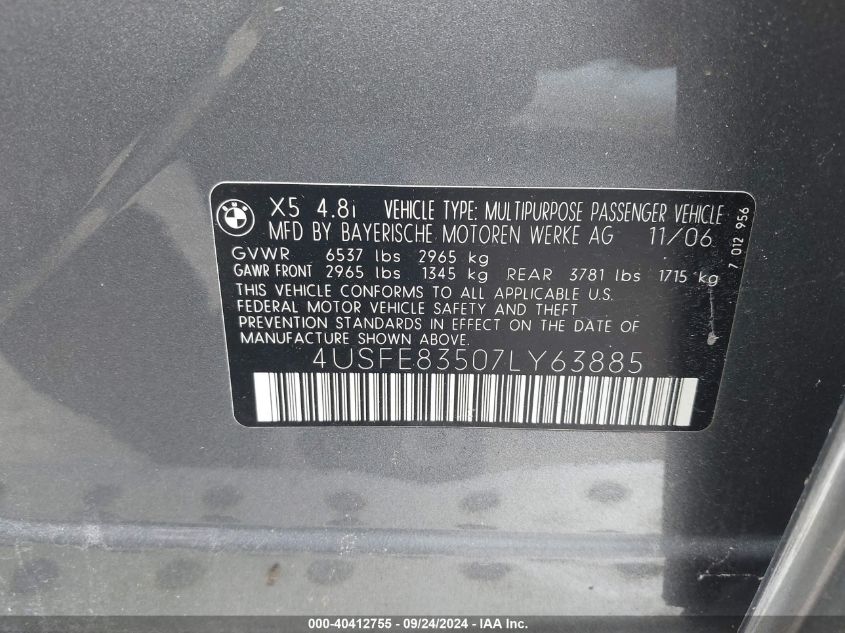 BMW
X5 4.8i VEHICLE TYPE: MULTIPURPOSE PASSENGER VEHICLE
MFD BY BAYERISCHE MOTOREN WERKE AG 11/06
GVWR 6537 lbs 2965 kg
GAWR FRONT 2965 lbs 1345 kg REAR 3781 lbs 1715 kg
THIS VEHICLE CONFORMS TO ALL APPLICABLE U.S.
FEDERAL MOTOR VEHICLE SAFETY AND THEFT
PREVENTION STANDARDS IN EFFECT ON THE DATE OF
MANUFACTURE SHOWN ABOVE.
4USFE83507LY63885
7 012 956
000-40412755 - 09/24/2024 - IAA Inc.